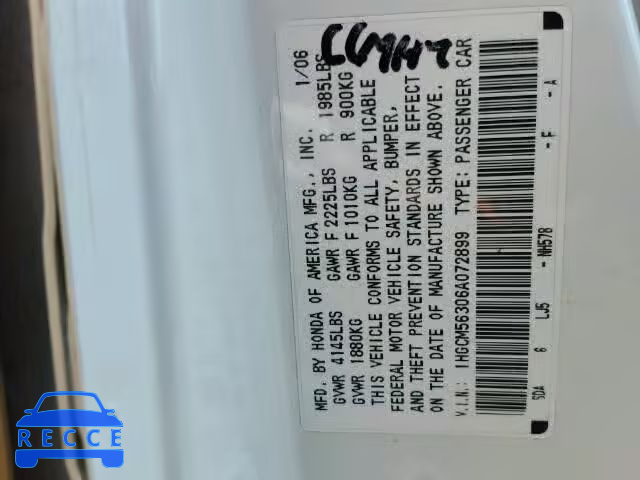 MFD. BY HONDA OF AMERICA MFG., INC. 1/06
GVWR 4145LBS GAWR F 2225LBS R 1985LBS
GVWR 1880KG GAWR F 1010KG R 900KG
THIS VEHICLE CONFORMS TO ALL APPLICABLE
FEDERAL MOTOR VEHICLE SAFETY, BUMPER,
AND THEFT PREVENTION STANDARDS IN EFFECT
ON THE DATE OF MANUFACTURE SHOWN ABOVE.
V.I.N.: 1HGCM56306A072899 TYPE: PASSENGER CAR
SDA 6 LJ5 - NH578 - F - A
RECCE